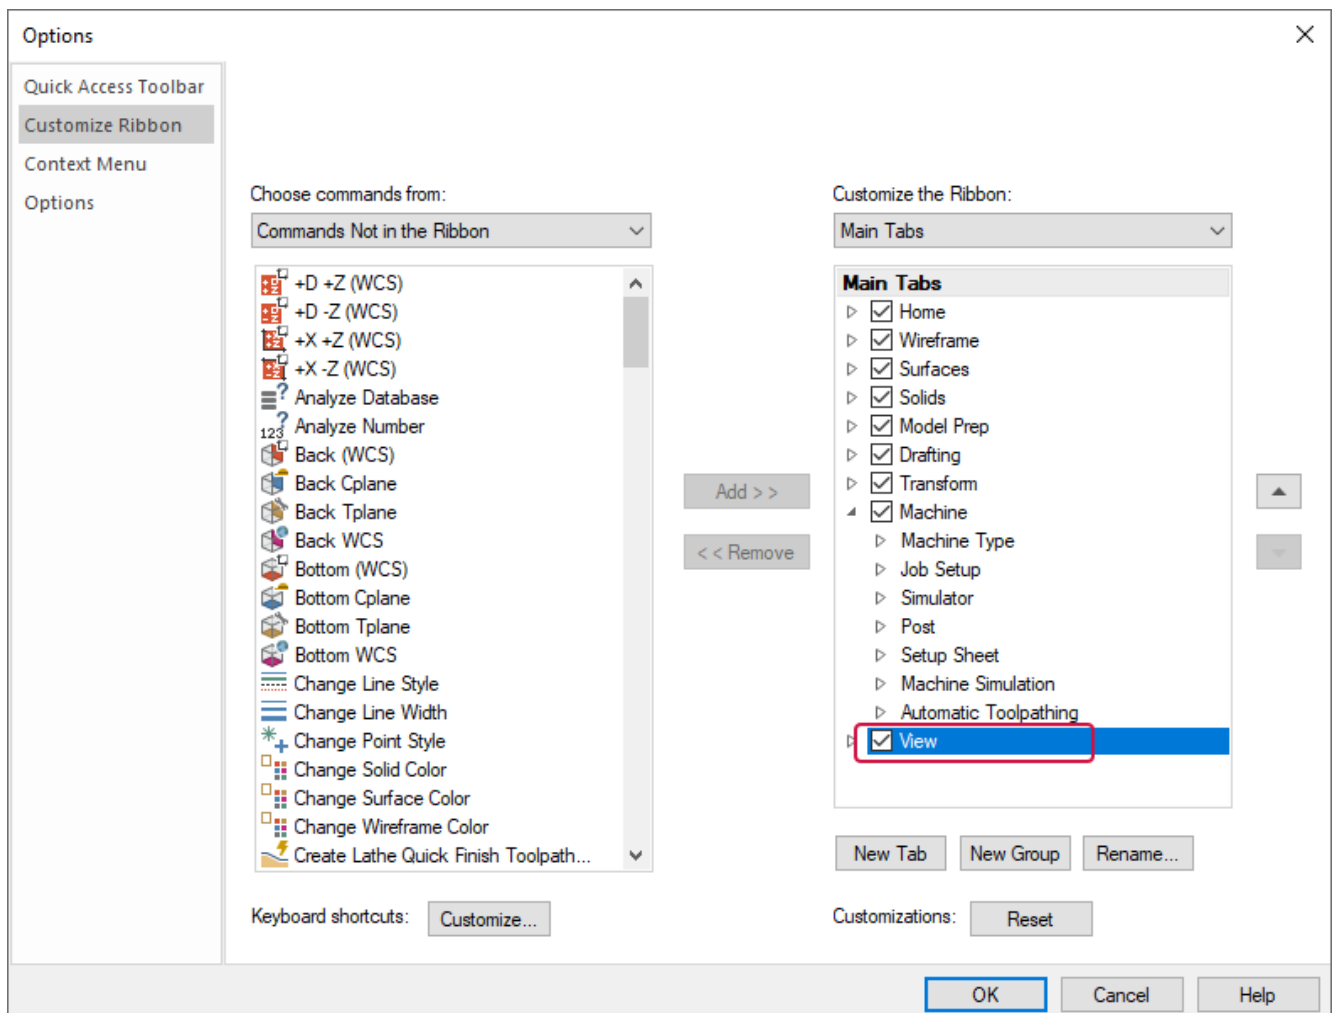 Options
Quick Access Toolbar
Customize Ribbon
Context Menu
Options
Choose commands from:
Commands Not in the Ribbon
+D +Z (WCS)
+D -Z (WCS)
+X +Z (WCS)
+X -Z (WCS)
Analyze Database
123 Analyze Number
Back (WCS)
Back Cplane
Back Tplane
Back WCS
Bottom (WCS)
Bottom Cplane
Bottom Tplane
Bottom WCS
Change Line Style
Change Line Width
Change Point Style
Change Solid Color
Change Surface Color
Change Wireframe Color
Create Lathe Quick Finish Toolpath...
Keyboard shortcuts: Customize...
Add > >
< < Remove
Customize the Ribbon:
Main Tabs
Main Tabs
Home
Wireframe
Surfaces
Solids
Model Prep
Drafting
Transform
Machine
Machine Type
Job Setup
Simulator
Post
Setup Sheet
Machine Simulation
Automatic Toolpathing
View
New Tab New Group Rename...
Customizations: Reset
OK Cancel Help